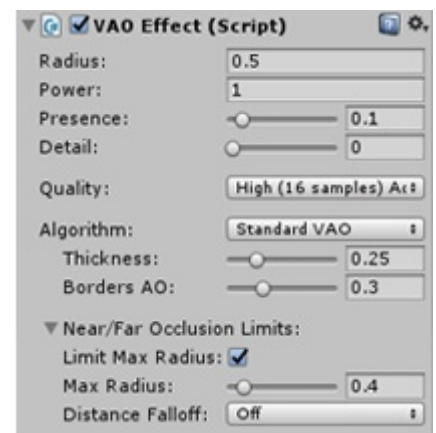 VAO Effect (Script)
Radius: 0.5
Power: 1
Presence: 0.1
Detail: 0
Quality: High (16 samples)
Algorithm: Standard VAO
Thickness: 0.25
Borders AO: 0.3
Near/Far Occlusion Limits:
Limit Max Radius:
Max Radius: 0.4
Distance Falloff: Off